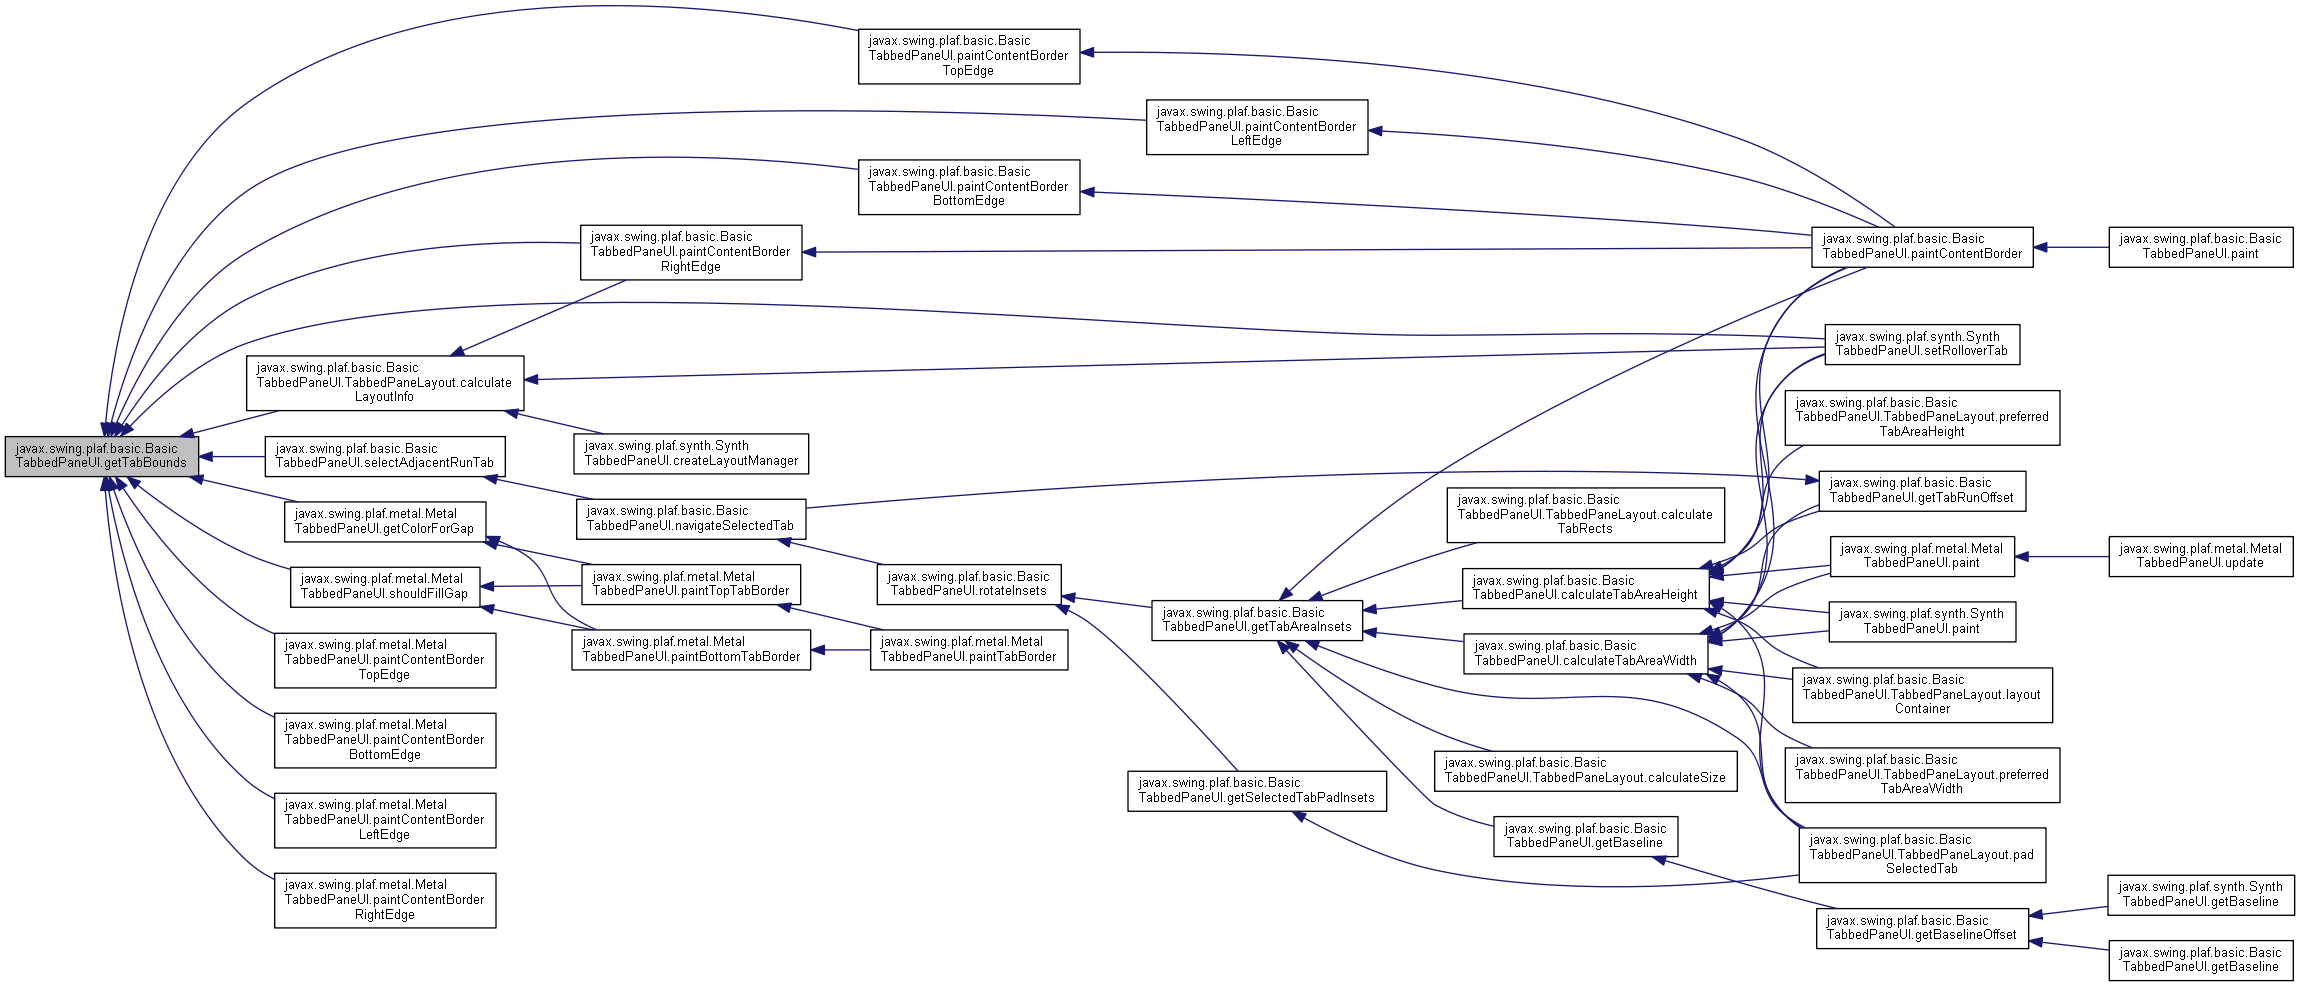 javax.swing.plaf.basic.Basic
TabbedPaneUI.getTabBounds
javax.swing.plaf.basic.Basic
TabbedPaneUI.paintContentBorder
TopEdge
javax.swing.plaf.basic.Basic
TabbedPaneUI.paintContentBorder
LeftEdge
javax.swing.plaf.basic.Basic
TabbedPaneUI.paintContentBorder
BottomEdge
javax.swing.plaf.basic.Basic
TabbedPaneUI.paintContentBorder
RightEdge
javax.swing.plaf.basic.Basic
TabbedPaneUI.paintContentBorder
javax.swing.plaf.basic.Basic
TabbedPaneUI.paint
javax.swing.plaf.synth.Synth
TabbedPaneUI.setRolloverTab
javax.swing.plaf.basic.Basic
TabbedPaneUI.TabbedPaneLayout.calculate
LayoutInfo
javax.swing.plaf.synth.Synth
TabbedPaneUI.createLayoutManager
javax.swing.plaf.basic.Basic
TabbedPaneUI.selectAdjacentRunTab
javax.swing.plaf.basic.Basic
TabbedPaneUI.navigateSelectedTab
javax.swing.plaf.metal.Metal
TabbedPaneUI.getColorForGap
javax.swing.plaf.metal.Metal
TabbedPaneUI.shouldFillGap
javax.swing.plaf.metal.Metal
TabbedPaneUI.paintTopTabBorder
javax.swing.plaf.metal.Metal
TabbedPaneUI.paintBottomTabBorder
javax.swing.plaf.metal.Metal
TabbedPaneUI.paintTabBorder
javax.swing.plaf.basic.Basic
TabbedPaneUI.rotateInsets
javax.swing.plaf.basic.Basic
TabbedPaneUI.getTabAreaInsets
javax.swing.plaf.basic.Basic
TabbedPaneUI.getSelectedTabPadInsets
javax.swing.plaf.basic.Basic
TabbedPaneUI.TabbedPaneLayout.calculate
TabRects
javax.swing.plaf.basic.Basic
TabbedPaneUI.calculateTabAreaHeight
javax.swing.plaf.basic.Basic
TabbedPaneUI.calculateTabAreaWidth
javax.swing.plaf.basic.Basic
TabbedPaneUI.TabbedPaneLayout.calculateSize
javax.swing.plaf.basic.Basic
TabbedPaneUI.getBaseline
javax.swing.plaf.basic.Basic
TabbedPaneUI.TabbedPaneLayout.preferred
TabAreaHeight
javax.swing.plaf.basic.Basic
TabbedPaneUI.getTabRunOffset
javax.swing.plaf.metal.Metal
TabbedPaneUI.paint
javax.swing.plaf.metal.Metal
TabbedPaneUI.update
javax.swing.plaf.synth.Synth
TabbedPaneUI.paint
javax.swing.plaf.basic.Basic
TabbedPaneUI.TabbedPaneLayout.layout
Container
javax.swing.plaf.basic.Basic
TabbedPaneUI.TabbedPaneLayout.preferred
TabAreaWidth
javax.swing.plaf.basic.Basic
TabbedPaneUI.TabbedPaneLayout.pad
SelectedTab
javax.swing.plaf.basic.Basic
TabbedPaneUI.getBaselineOffset
javax.swing.plaf.synth.Synth
TabbedPaneUI.getBaseline
javax.swing.plaf.basic.Basic
TabbedPaneUI.getBaseline
javax.swing.plaf.metal.Metal
TabbedPaneUI.paintContentBorder
TopEdge
javax.swing.plaf.metal.Metal
TabbedPaneUI.paintContentBorder
BottomEdge
javax.swing.plaf.metal.Metal
TabbedPaneUI.paintContentBorder
LeftEdge
javax.swing.plaf.metal.Metal
TabbedPaneUI.paintContentBorder
RightEdge